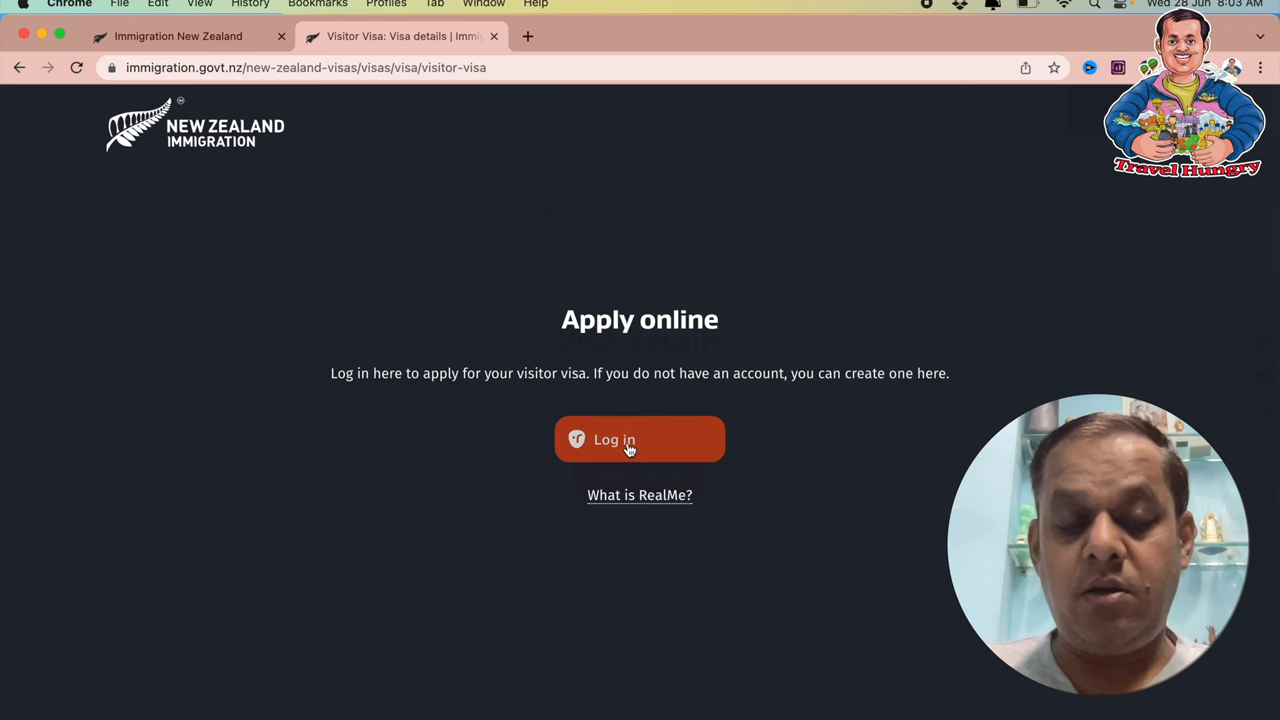 Chrome File Edit View History Bookmarks Profiles Tab Window Help Wed 28 Jun 8:03 AM
Immigration New Zealand Visitor Visa: Visa details | Immi
immigration.govt.nz/new-zealand-visas/visas/visa/visitor-visa
Travel Hungry
NEW ZEALAND
IMMIGRATION
Apply online
Log in here to apply for your visitor visa. If you do not have an account, you can create one here.
Log in
What is RealMe?